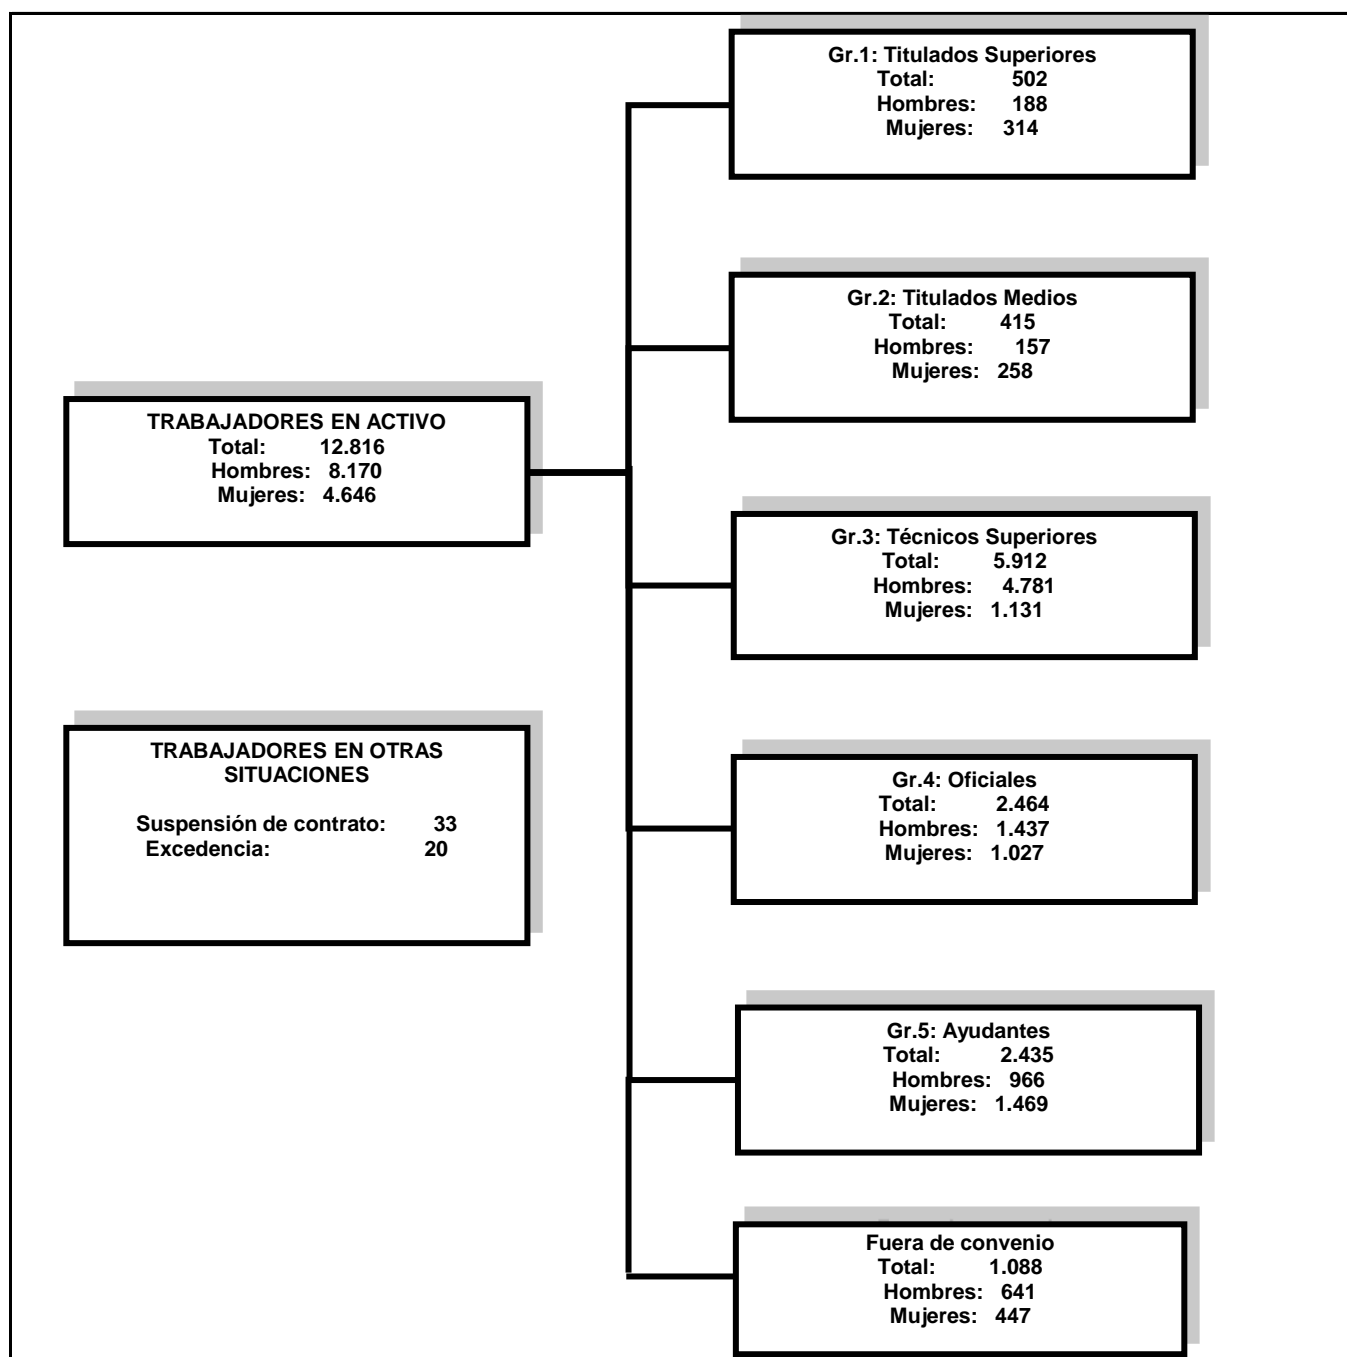 Gr.1: Titulados Superiores
Total: 502
Hombres: 188
Mujeres: 314
Gr.2: Titulados Medios
Total: 415
Hombres: 157
Mujeres: 258
TRABAJADORES EN ACTIVO
Total: 12.816
Hombres: 8.170
Mujeres: 4.646
Gr.3: Técnicos Superiores
Total: 5.912
Hombres: 4.781
Mujeres: 1.131
TRABAJADORES EN OTRAS
SITUACIONES
Suspensión de contrato: 33
Excedencia: 20
Gr.4: Oficiales
Total: 2.464
Hombres: 1.437
Mujeres: 1.027
Gr.5: Ayudantes
Total: 2.435
Hombres: 966
Mujeres: 1.469
Fuera de convenio
Total: 1.088
Hombres: 641
Mujeres: 447